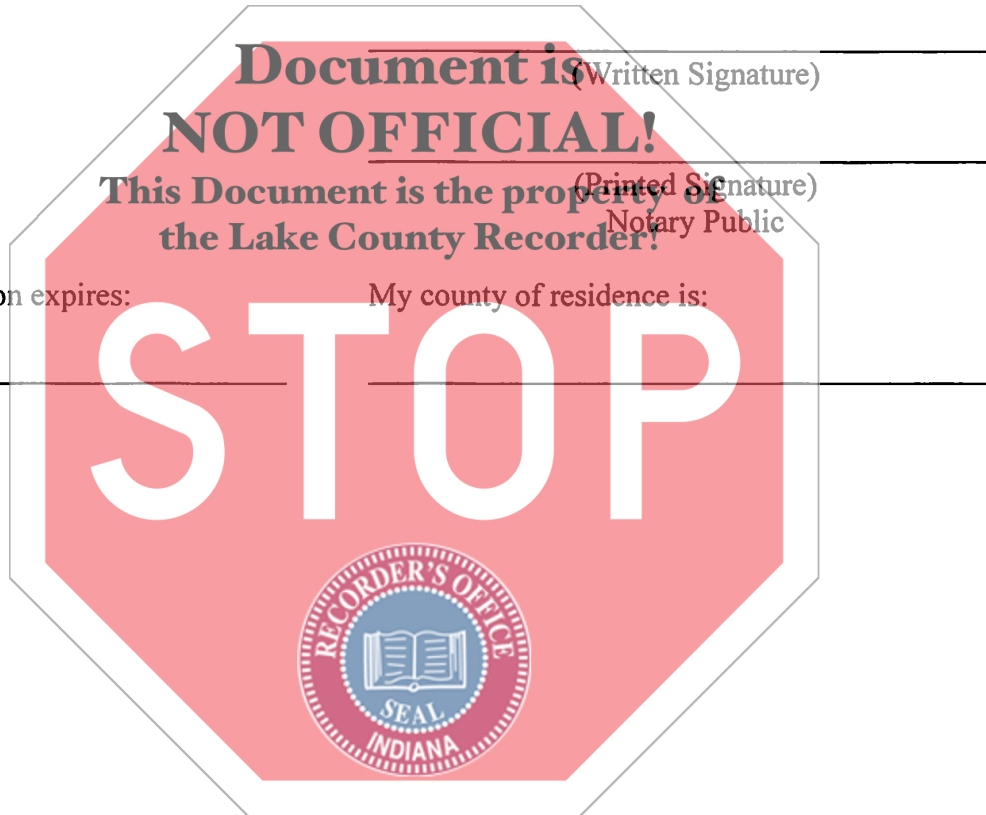 Document is
(Written Signature)
NOT OFFICIAL!
This Document is the property of
(Printed Signature)
the Lake County Recorder!
Notary Public
on expires:
My county of residence is:
STOP
RECORDER'S OFFICE
SEAL
INDIANA